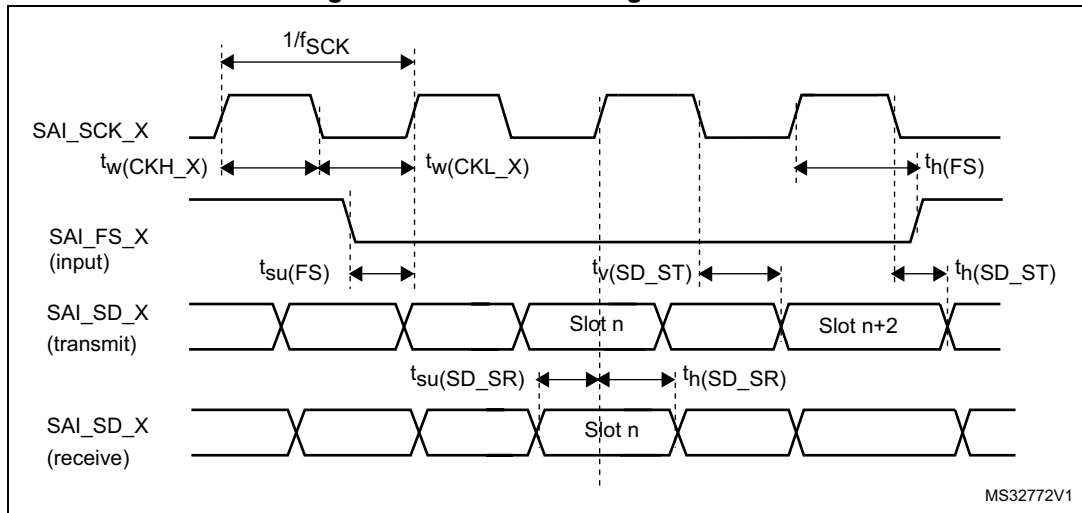 1/fSCK
SAI_SCK_X
tw(CKH_X)
tw(CKL_X)
th(FS)
SAI_FS_X
(input)
tsu(FS)
tv(SD_ST)
th(SD_ST)
SAI_SD_X
(transmit)
Slot n
Slot n+2
tsu(SD_SR)
th(SD_SR)
SAI_SD_X
(receive)
Slot n
MS32772V1